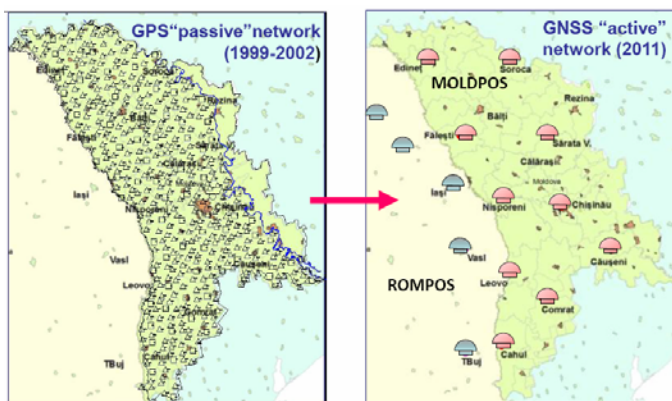 GPS“passive”network
(1999-2002)
Edineț
Soroca
Rezina
Bălți
Fălești
Sărata V.
Călărași
Iași
Nisporeni
Chișinău
Vasl
Căușeni
Leovo
Comrat
TBuj
Cahul
GNSS “active”
network (2011)
Edineț
Soroca
MOLDPOS
Rezina
Bălți
Fălești
Sărata V.
Călărași
Moldova
Iași
Nisporeni
Chișinău
Vasl
Căușeni
ROMPOS
Leovo
Comrat
TBuj
Cahul